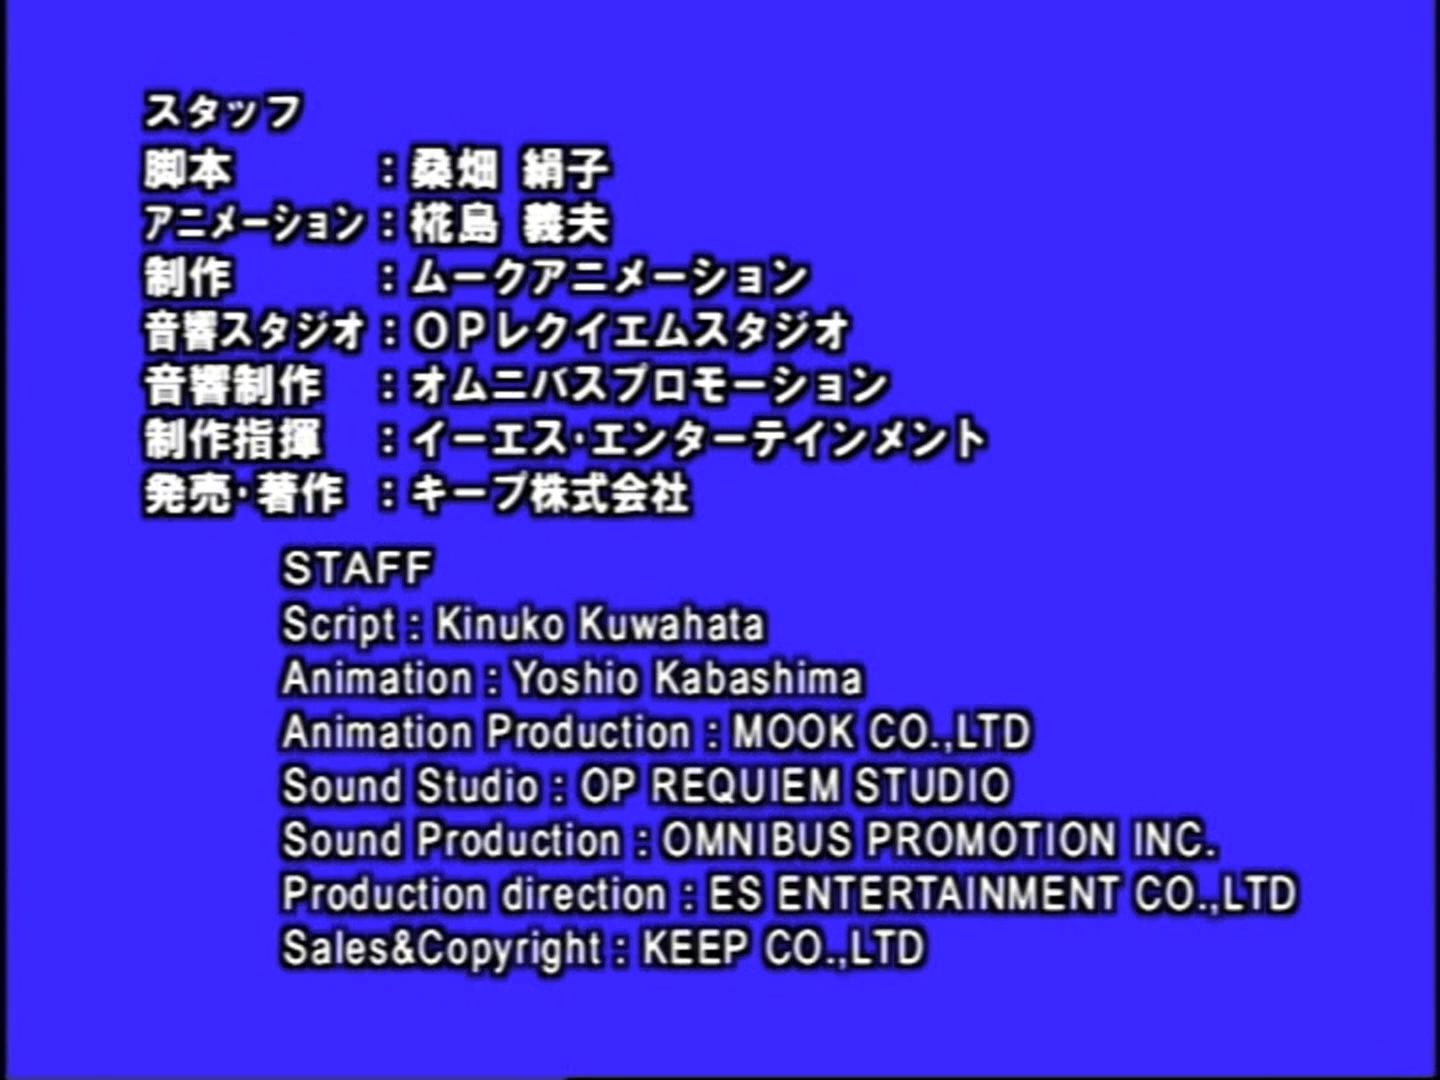 スタッフ
脚本 : 桑畑 絹子
アニメーション : 椛島 義夫
制作 : ムークアニメーション
音響スタジオ : ＯＰレクイエムスタジオ
音響制作 : オムニバスプロモーション
制作指揮 : イーエス・エンターテインメント
発売・著作 : キープ株式会社
STAFF
Script : Kinuko Kuwahata
Animation : Yoshio Kabashima
Animation Production : MOOK CO.,LTD
Sound Studio : OP REQUIEM STUDIO
Sound Production : OMNIBUS PROMOTION INC.
Production direction : ES ENTERTAINMENT CO.,LTD
Sales&Copyright : KEEP CO.,LTD